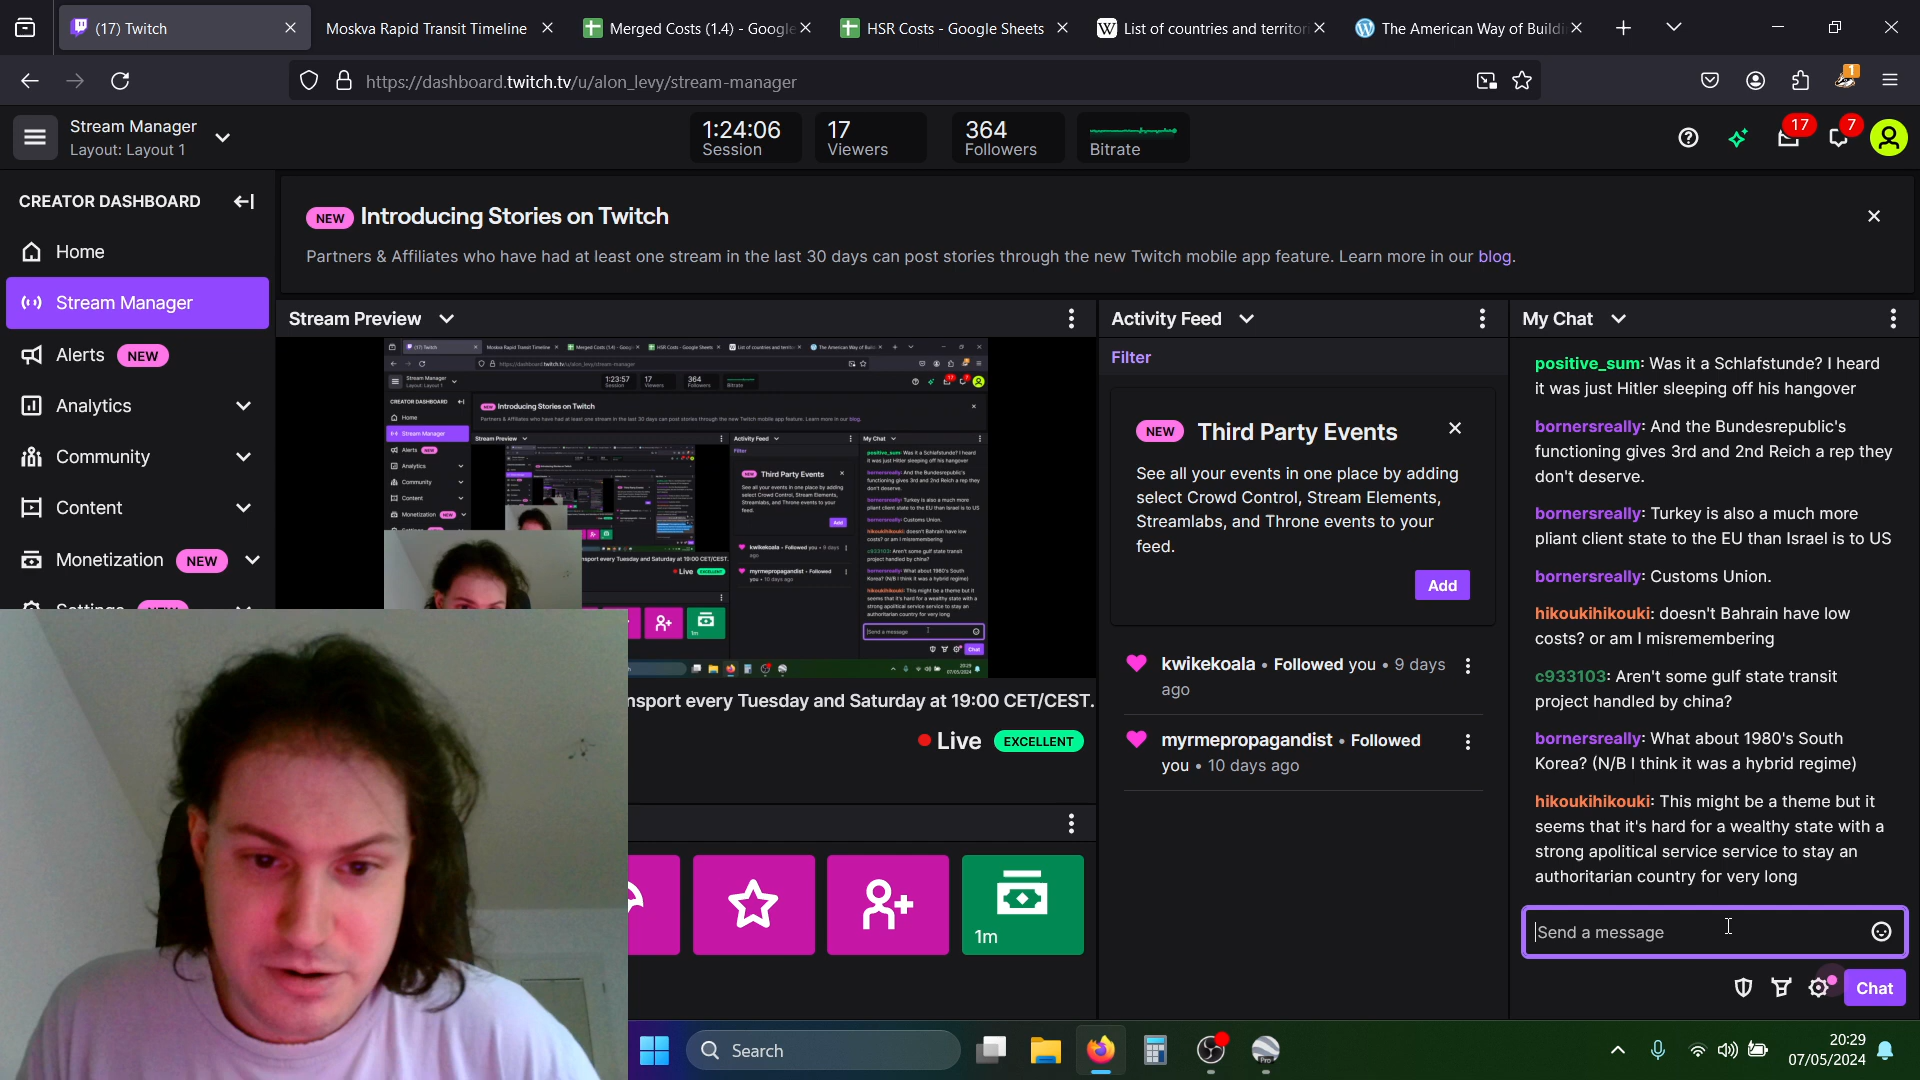 (17) Twitch
Moskva Rapid Transit Timeline
Merged Costs (1.4) - Google
HSR Costs - Google Sheets
List of countries and territori
The American Way of Buildi
https://dashboard.twitch.tv/u/alon_levy/stream-manager
1
Stream Manager
Layout: Layout 1
1:24:06
Session
17
Viewers
364
Followers
Bitrate
17
7
CREATOR DASHBOARD
Home
Stream Manager
Alerts NEW
Analytics
Community
Content
Monetization NEW
NEW Introducing Stories on Twitch
Partners & Affiliates who have had at least one stream in the last 30 days can post stories through the new Twitch mobile app feature. Learn more in our blog.
Stream Preview
nsport every Tuesday and Saturday at 19:00 CET/CEST.
Live EXCELLENT
1m
Activity Feed
Filter
NEW Third Party Events
See all your events in one place by adding
select Crowd Control, Stream Elements,
Streamlabs, and Throne events to your
feed.
Add
kwikekoala • Followed you • 9 days
ago
myrmepropagandist • Followed
you • 10 days ago
My Chat
positive_sum: Was it a Schlafstunde? I heard
it was just Hitler sleeping off his hangover
bornersreally: And the Bundesrepublic's
functioning gives 3rd and 2nd Reich a rep they
don't deserve.
bornersreally: Turkey is also a much more
pliant client state to the EU than Israel is to US
bornersreally: Customs Union.
hikoukihikouki: doesn't Bahrain have low
costs? or am I misremembering
c933103: Aren't some gulf state transit
project handled by china?
bornersreally: What about 1980's South
Korea? (N/B I think it was a hybrid regime)
hikoukihikouki: This might be a theme but it
seems that it's hard for a wealthy state with a
strong apolitical service service to stay an
authoritarian country for very long
Send a message
Chat
Search
20:29
07/05/2024